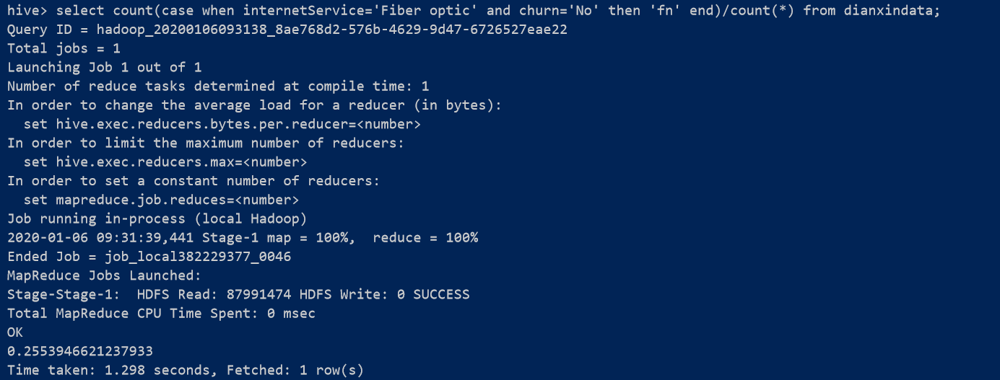 hive> select count(case when internetService='Fiber optic' and churn='No' then 'fn' end)/count(*) from dianxindata;
Query ID = hadoop_20200106093138_8ae768d2-576b-4629-9d47-6726527eae22
Total jobs = 1
Launching Job 1 out of 1
Number of reduce tasks determined at compile time: 1
In order to change the average load for a reducer (in bytes):
  set hive.exec.reducers.bytes.per.reducer=<number>
In order to limit the maximum number of reducers:
  set hive.exec.reducers.max=<number>
In order to set a constant number of reducers:
  set mapreduce.job.reduces=<number>
Job running in-process (local Hadoop)
2020-01-06 09:31:39,441 Stage-1 map = 100%,  reduce = 100%
Ended Job = job_local382229377_0046
MapReduce Jobs Launched:
Stage-Stage-1:  HDFS Read: 87991474 HDFS Write: 0 SUCCESS
Total MapReduce CPU Time Spent: 0 msec
OK
0.2553946621237933
Time taken: 1.298 seconds, Fetched: 1 row(s)